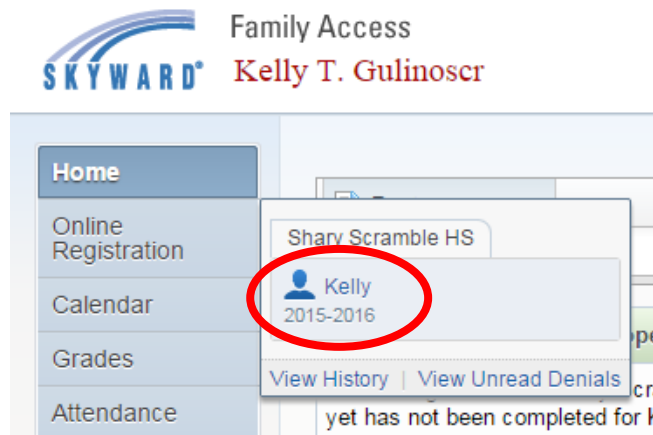 Family Access
SKYWARD®
Kelly T. Gulinoscr
Home
Online
Registration
Shary Scramble HS
Kelly
2015-2016
Calendar
Grades
View History | View Unread Denials
Attendance
yet has not been completed for